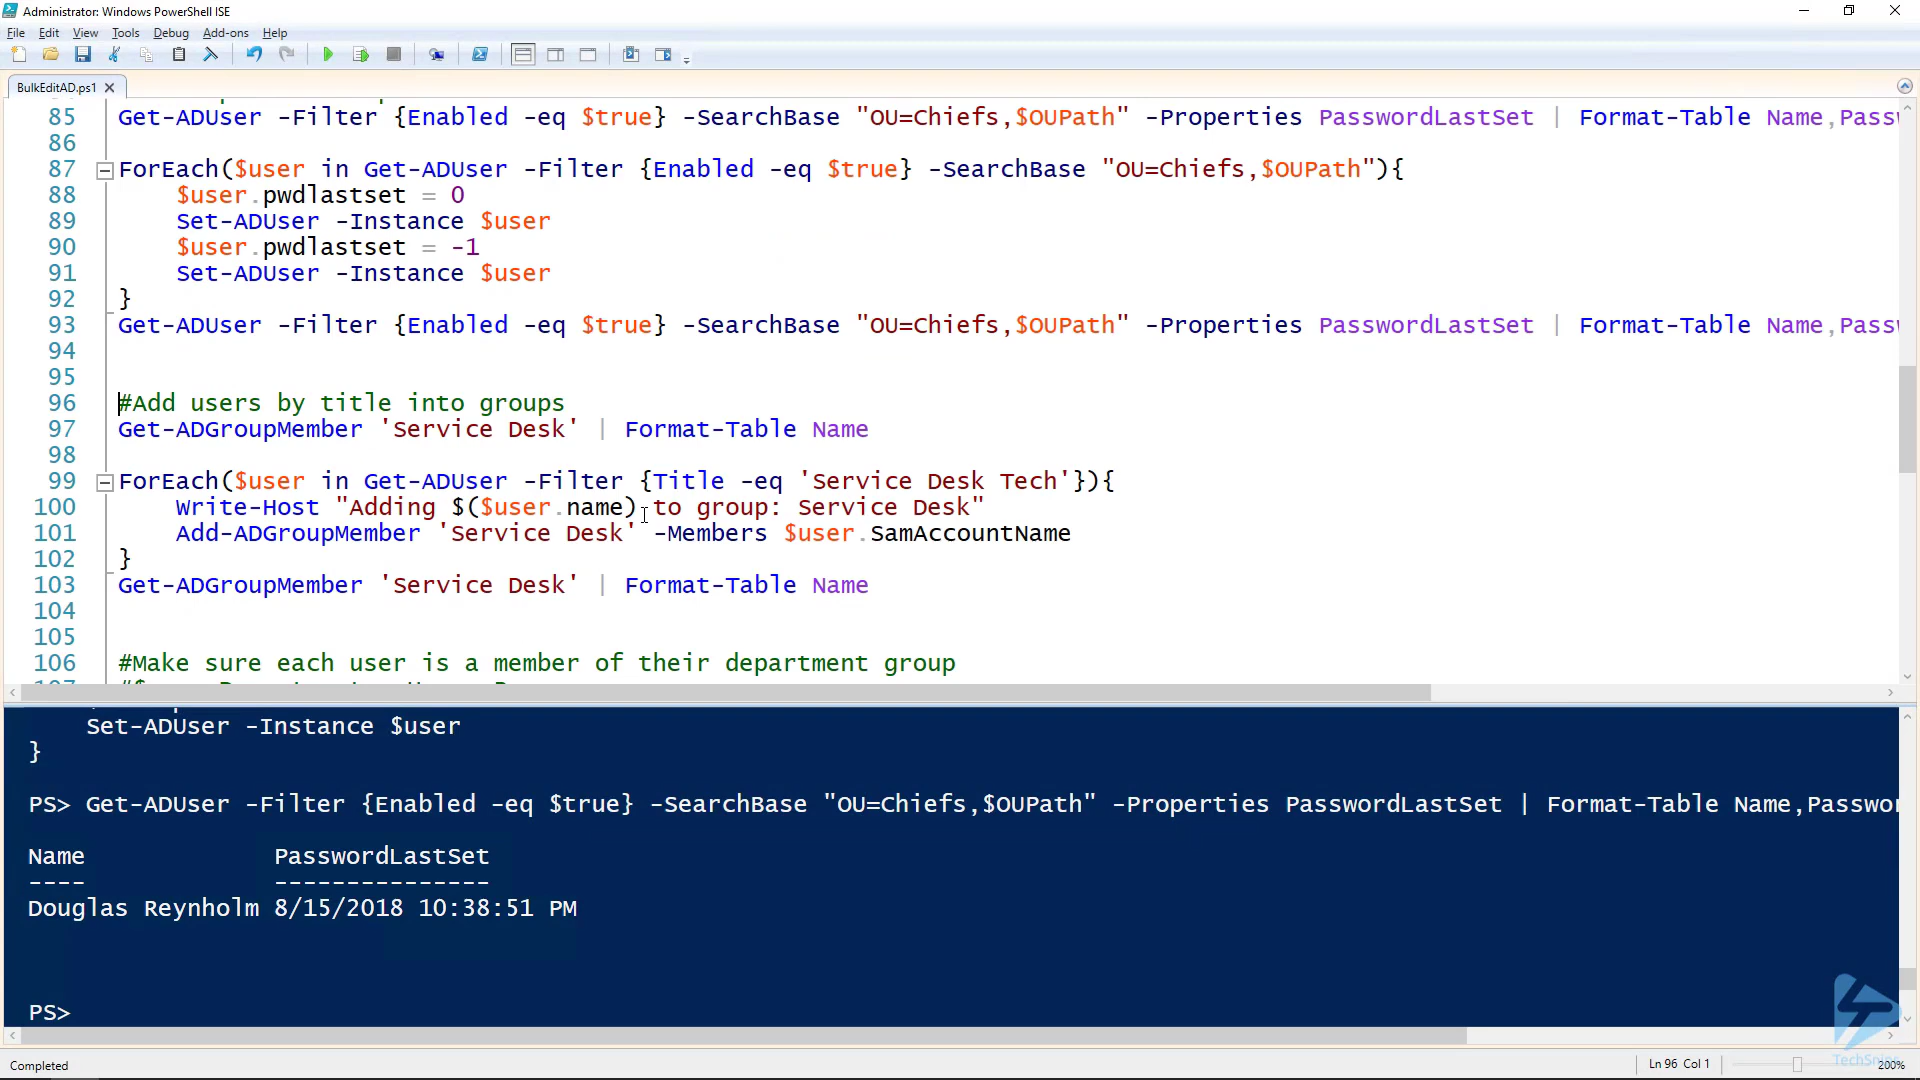 Administrator: Windows PowerShell ISE
File Edit View Tools Debug Add-ons Help
BulkEditAD.ps1
85 Get-ADUser -Filter {Enabled -eq $true} -SearchBase "OU=Chiefs,$OUPath" -Properties PasswordLastSet | Format-Table Name,Passw
86
87 ForEach($user in Get-ADUser -Filter {Enabled -eq $true} -SearchBase "OU=Chiefs,$OUPath"){
88 $user.pwdlastset = 0
89 Set-ADUser -Instance $user
90 $user.pwdlastset = -1
91 Set-ADUser -Instance $user
92 }
93 Get-ADUser -Filter {Enabled -eq $true} -SearchBase "OU=Chiefs,$OUPath" -Properties PasswordLastSet | Format-Table Name,Passw
94
95
96 #Add users by title into groups
97 Get-ADGroupMember 'Service Desk' | Format-Table Name
98
99 ForEach($user in Get-ADUser -Filter {Title -eq 'Service Desk Tech'}){
100 Write-Host "Adding $($user.name) to group: Service Desk"
101 Add-ADGroupMember 'Service Desk' -Members $user.SamAccountName
102 }
103 Get-ADGroupMember 'Service Desk' | Format-Table Name
104
105
106 #Make sure each user is a member of their department group
Set-ADUser -Instance $user
}
PS> Get-ADUser -Filter {Enabled -eq $true} -SearchBase "OU=Chiefs,$OUPath" -Properties PasswordLastSet | Format-Table Name,Passwor
Name PasswordLastSet
---- ---------------
Douglas Reynholm 8/15/2018 10:38:51 PM
PS>
Completed
Ln 96 Col 1
200%